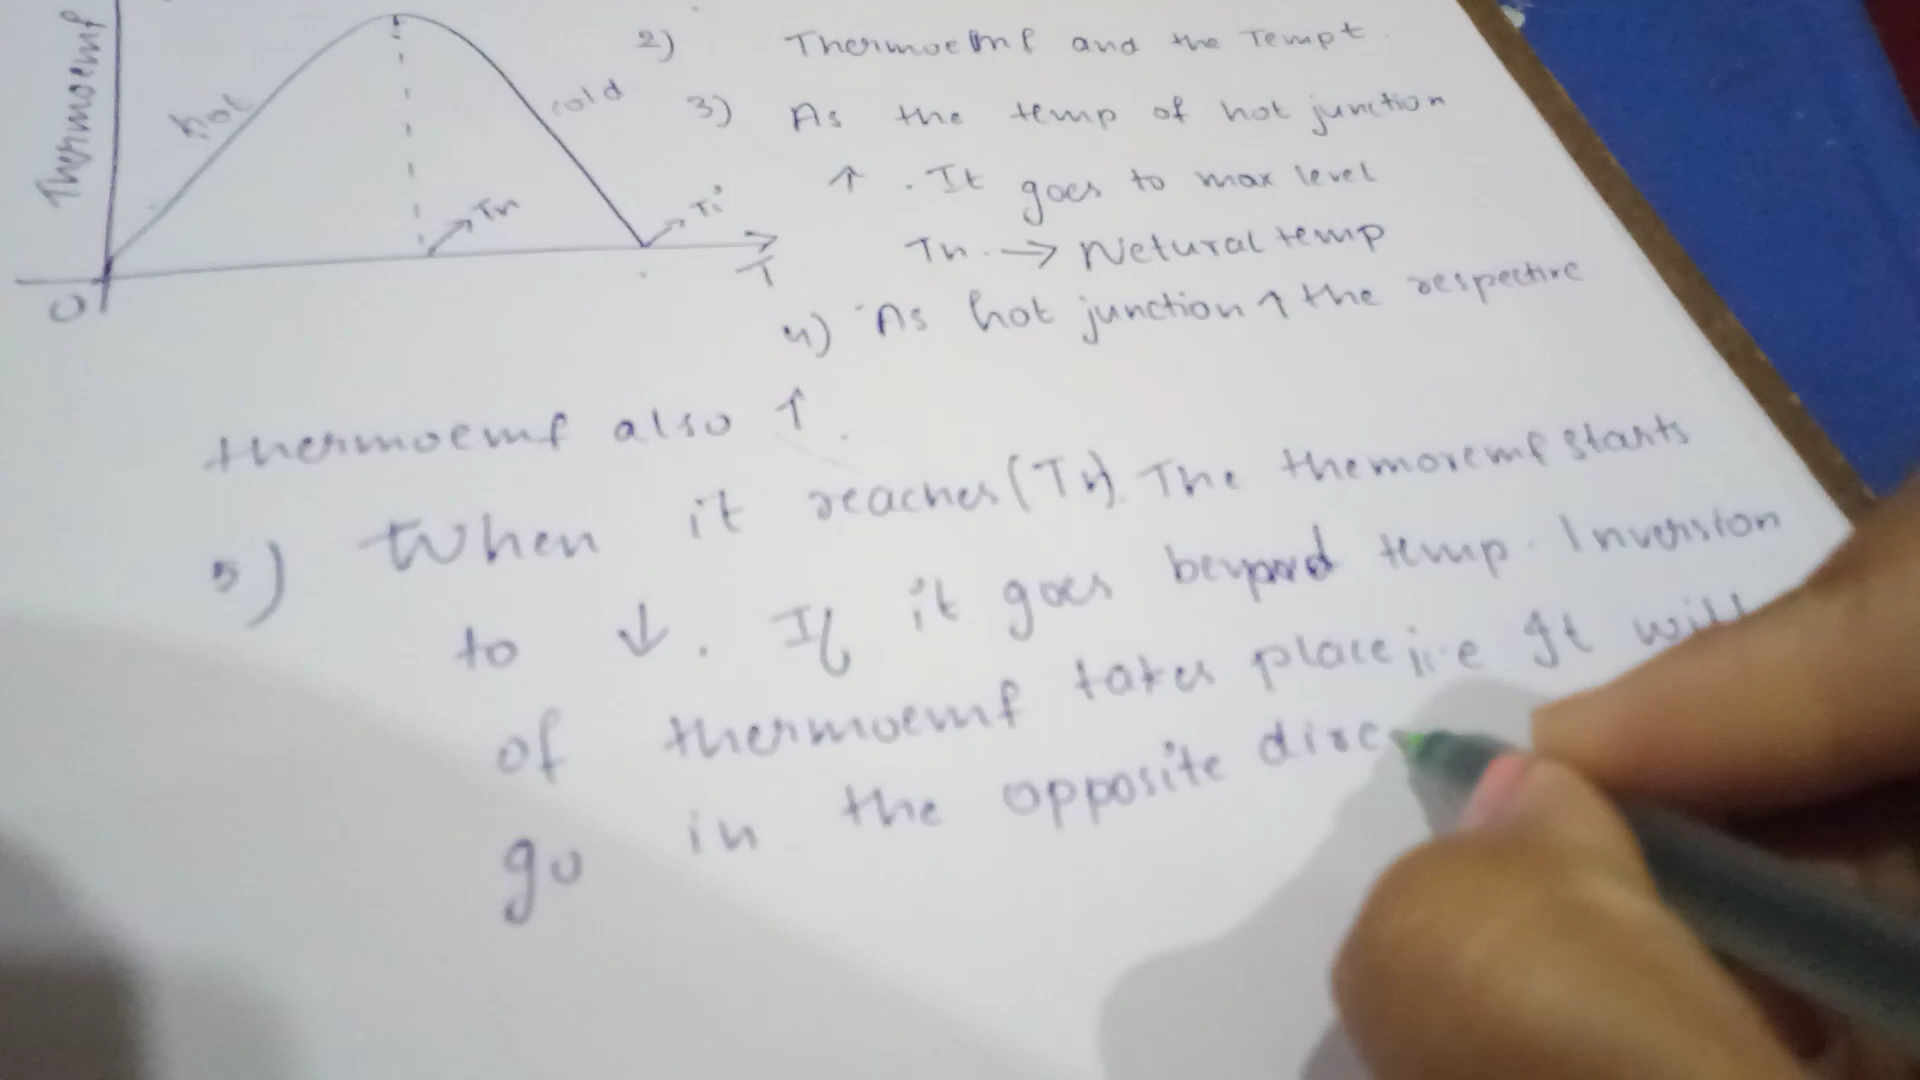 Thermoemf
hot
cold
Tn
Ti
T
0
2) Thermoemf and the Tempt.
3) As the temp of hot junction
↑. It goes to max level
Tn. → Netural temp
4) As hot junction ↑ the respective
thermoemf also ↑.
5) When it reaches (Tn). The themoremf starts
to ↓. If it goes beyond temp. Inversion
of thermoemf takes place i.e It will
go in the opposite dirc